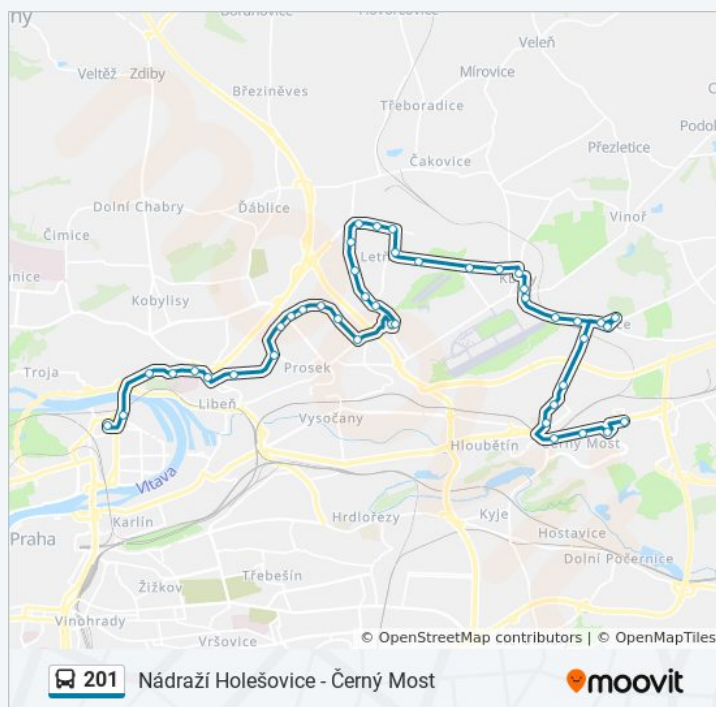 ny
Bořanovice
Hovorčovice
Veleň
Veltěž
Zdiby
Mírovice
Březiněves
Třeboradice
Přezletice
Čakovice
Dolní Chabry
Vinoř
Čimice
Ďáblice
Kobylisy
Troja
Prosek
Libeň
Vysočany
Hloubětín
Černý Most
Vltava
Karlín
Hrdlořezy
Kyje
Hostavice
Praha
Dolní Počernice
Žižkov
Třebešín
Vinohrady
Vršovice
© OpenStreetMap contributors | © OpenMapTiles
201 Nádraží Holešovice - Černý Most
moovit